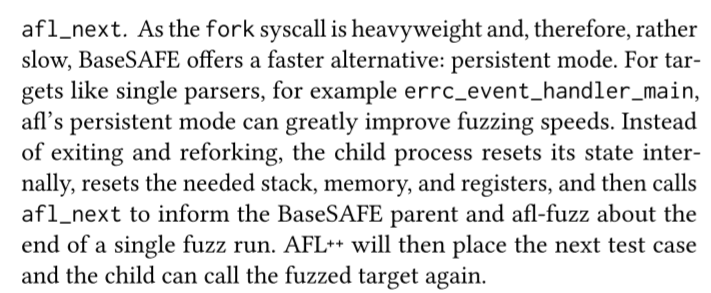 afl_next. As the fork syscall is heavyweight and, therefore, rather
slow, BaseSAFE offers a faster alternative: persistent mode. For tar-
gets like single parsers, for example errc_event_handler_main,
afl's persistent mode can greatly improve fuzzing speeds. Instead
of exiting and reforking, the child process resets its state inter-
nally, resets the needed stack, memory, and registers, and then calls
afl_next to inform the BaseSAFE parent and afl-fuzz about the
end of a single fuzz run. AFL++ will then place the next test case
and the child can call the fuzzed target again.